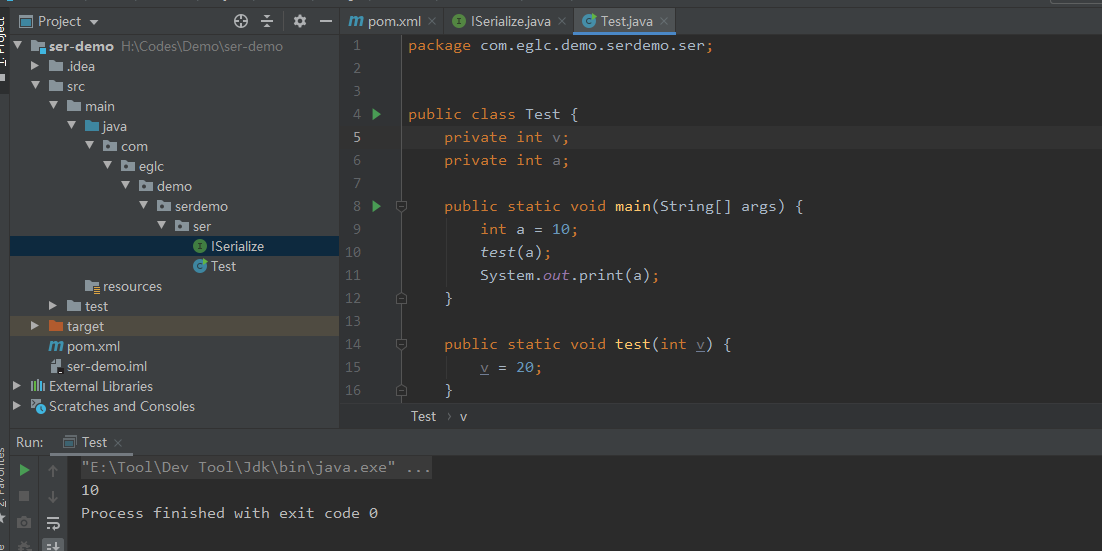 Project
pom.xml
ISerialize.java
Test.java
1: Project
ser-demo H:\Codes\Demo\ser-demo
.idea
src
main
java
com
eglc
demo
serdemo
ser
ISerialize
Test
resources
test
target
pom.xml
ser-demo.iml
External Libraries
Scratches and Consoles
1 package com.eglc.demo.serdemo.ser;
2
3
4 public class Test {
5 private int v;
6 private int a;
7
8 public static void main(String[] args) {
9 int a = 10;
10 test(a);
11 System.out.print(a);
12 }
13
14 public static void test(int v) {
15 v = 20;
16 }
Test › v
Run: Test
"E:\Tool\Dev Tool\Jdk\bin\java.exe" ...
10
Process finished with exit code 0
2: Favorites